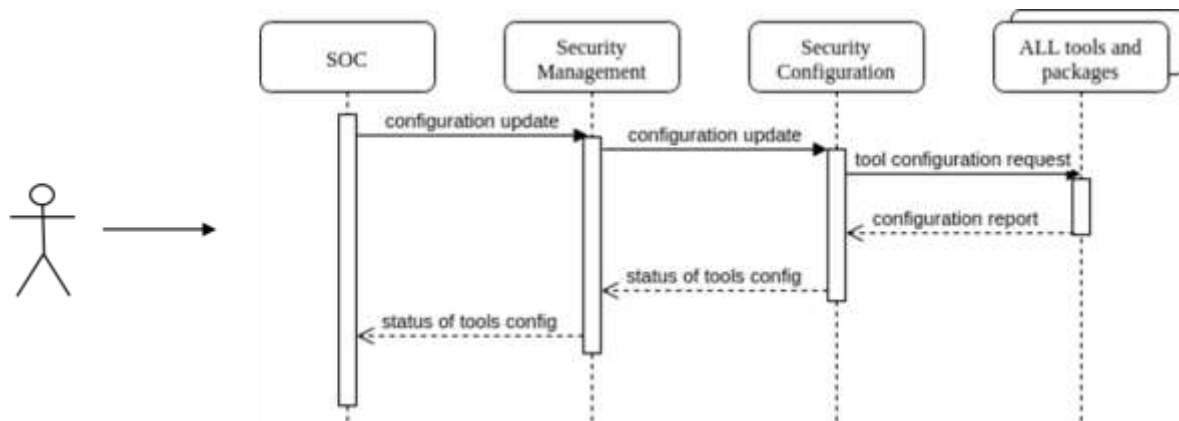 SOC
Security
Management
Security
Configuration
ALL tools and
packages
configuration update
configuration update
tool configuration request
configuration report
status of tools config
status of tools config